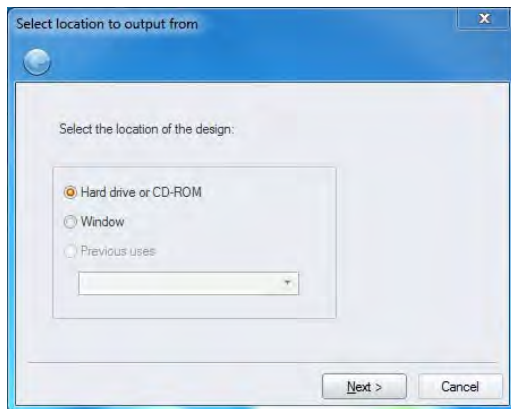 Select location to output from
Select the location of the design:
Hard drive or CD-ROM
Window
Previous uses
Next >
Cancel